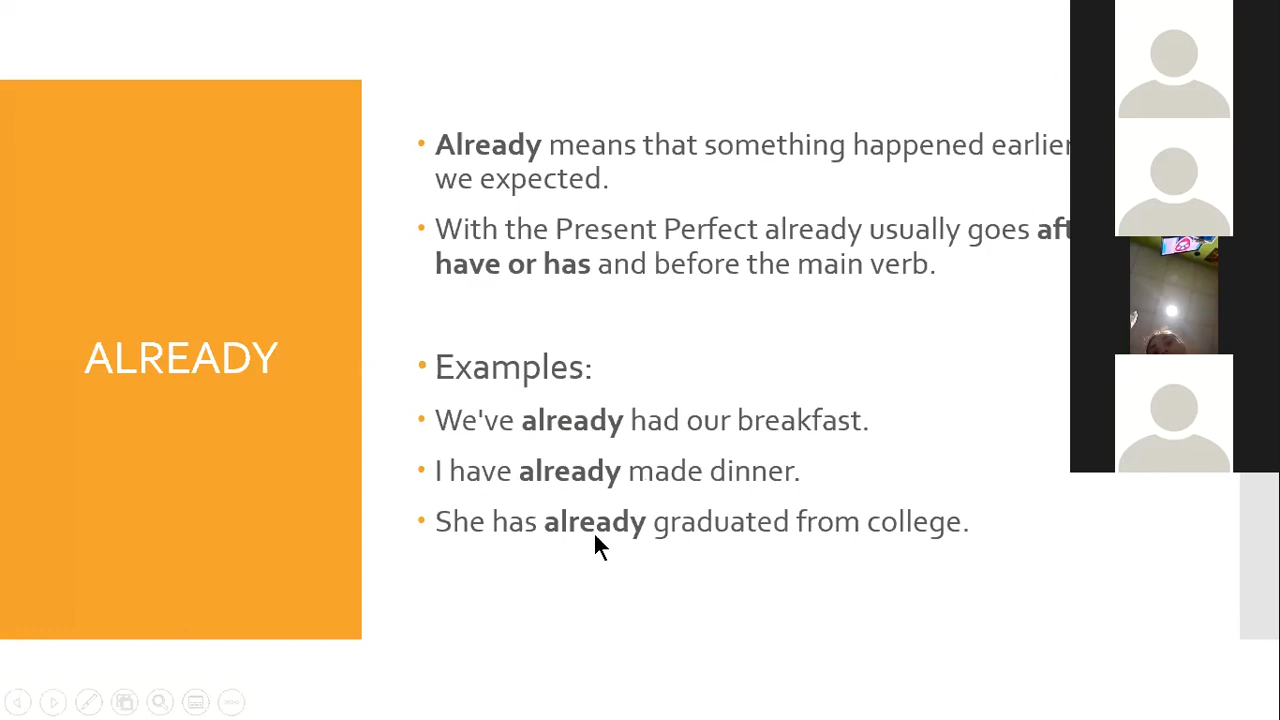 ALREADY
Already means that something happened earlier
we expected.
With the Present Perfect already usually goes
have or has and before the main verb.
Examples:
We've already had our breakfast.
I have already made dinner.
She has already graduated from college.